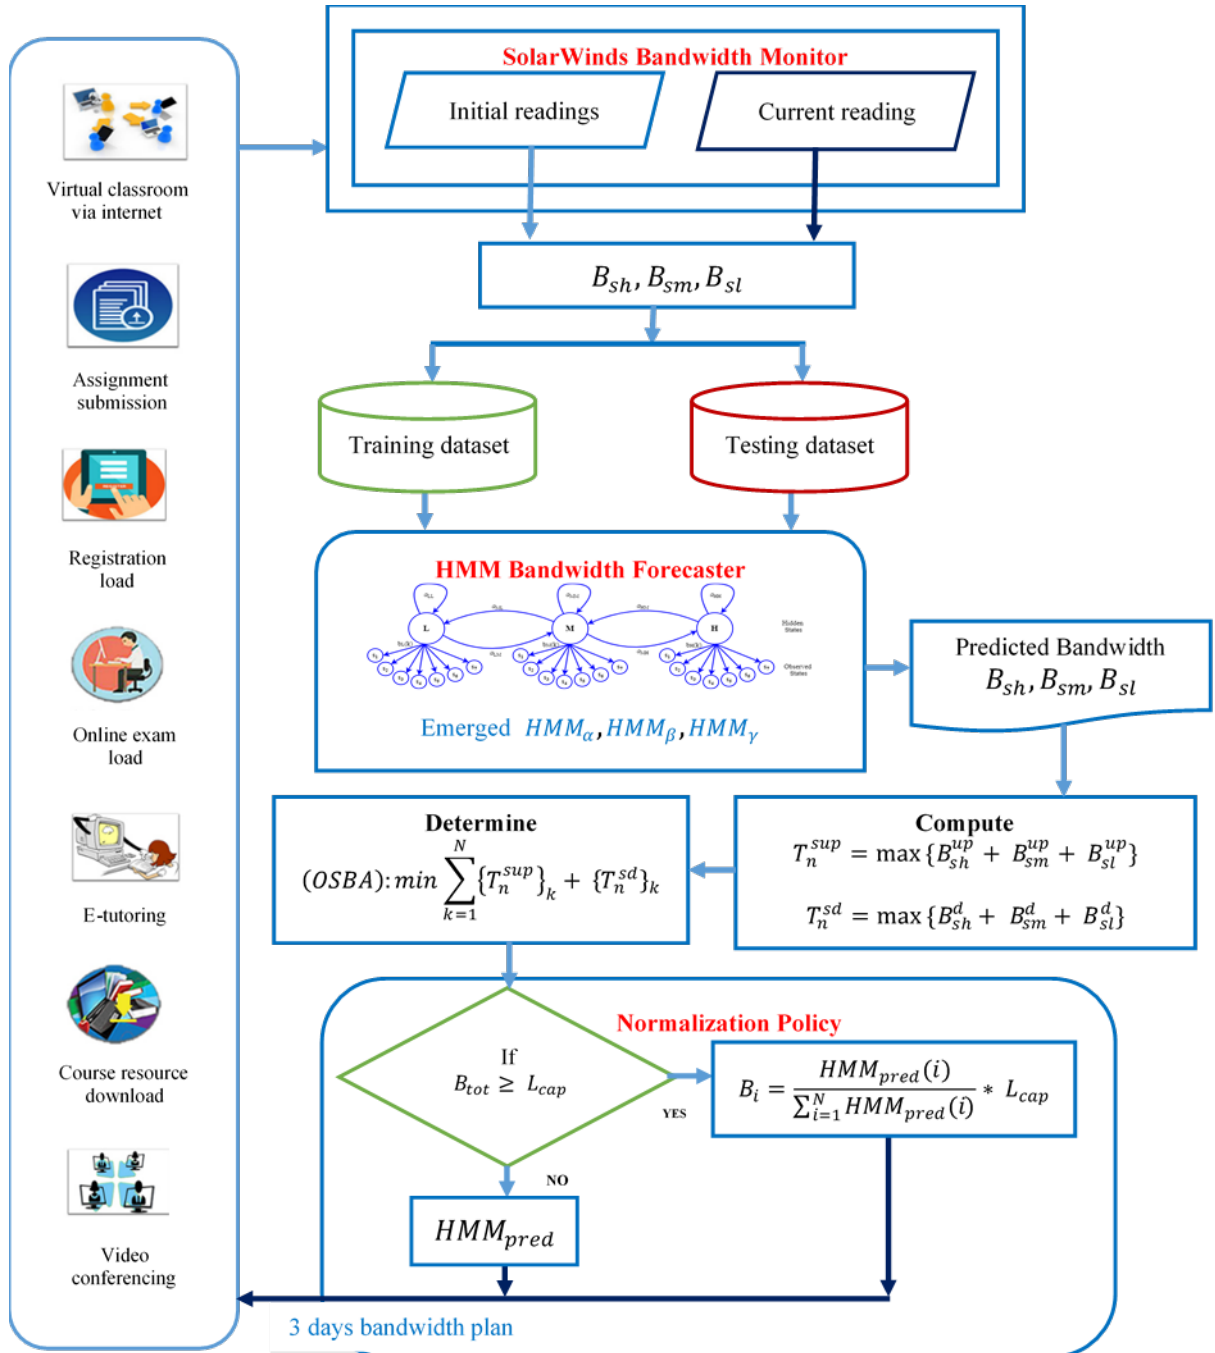 SolarWinds Bandwidth Monitor
Initial readings
Current reading
Virtual classroom
via internet
Assignment
submission
Registration
load
Online exam
load
E-tutoring
Course resource
download
Video
conferencing
B_sh, B_sm, B_sl
Training dataset
Testing dataset
HMM Bandwidth Forecaster
L
M
H
Hidden
States
Observed
States
Emerged HMM_α, HMM_β, HMM_γ
Predicted Bandwidth
B_sh, B_sm, B_sl
Compute
T_n^sup = max {B_sh^up + B_sm^up + B_sl^up}
T_n^sd = max {B_sh^d + B_sm^d + B_sl^d}
Determine
(OSBA): min ∑_{k=1}^{N} {T_n^sup}_k + {T_n^sd}_k
Normalization Policy
If
B_tot ≥ L_cap
YES
B_i = HMM_pred(i) / ∑_{i=1}^{N} HMM_pred(i) * L_cap
NO
HMM_pred
3 days bandwidth plan